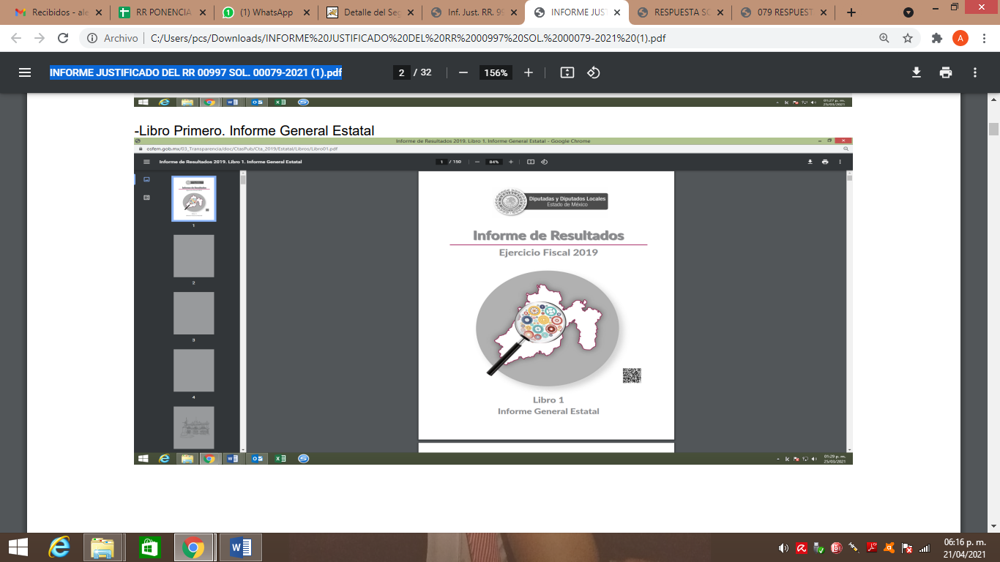 Recibidos - ale
RR PONENCIA
(1) WhatsApp
Detalle del Seg
Inf. Just. RR. 99
INFORME JUST
RESPUESTA SO
079 RESPUEST
Archivo
C:/Users/pcs/Downloads/INFORME%20JUSTIFICADO%20DEL%20RR%2000997%20SOL.%2000079-2021%20(1).pdf
A
INFORME JUSTIFICADO DEL RR 00997 SOL. 00079-2021 (1).pdf
2 / 32
156%
01:27 p. m.
25/03/2021
-Libro Primero. Informe General Estatal
Informe de Resultados 2019. Libro 1. Informe General Estatal - Google Chrome
osfem.gob.mx/03_Transparencia/doc/CtasPub/Cta_2019/Estatal/Libros/Libro01.pdf
Informe de Resultados 2019. Libro 1. Informe General Estatal
1 / 190
84%
Diputadas y Diputados Locales
Estado de México
Informe de Resultados
Ejercicio Fiscal 2019
Libro 1
Informe General Estatal
1
2
3
4
01:29 p. m.
25/03/2021
06:16 p. m.
21/04/2021